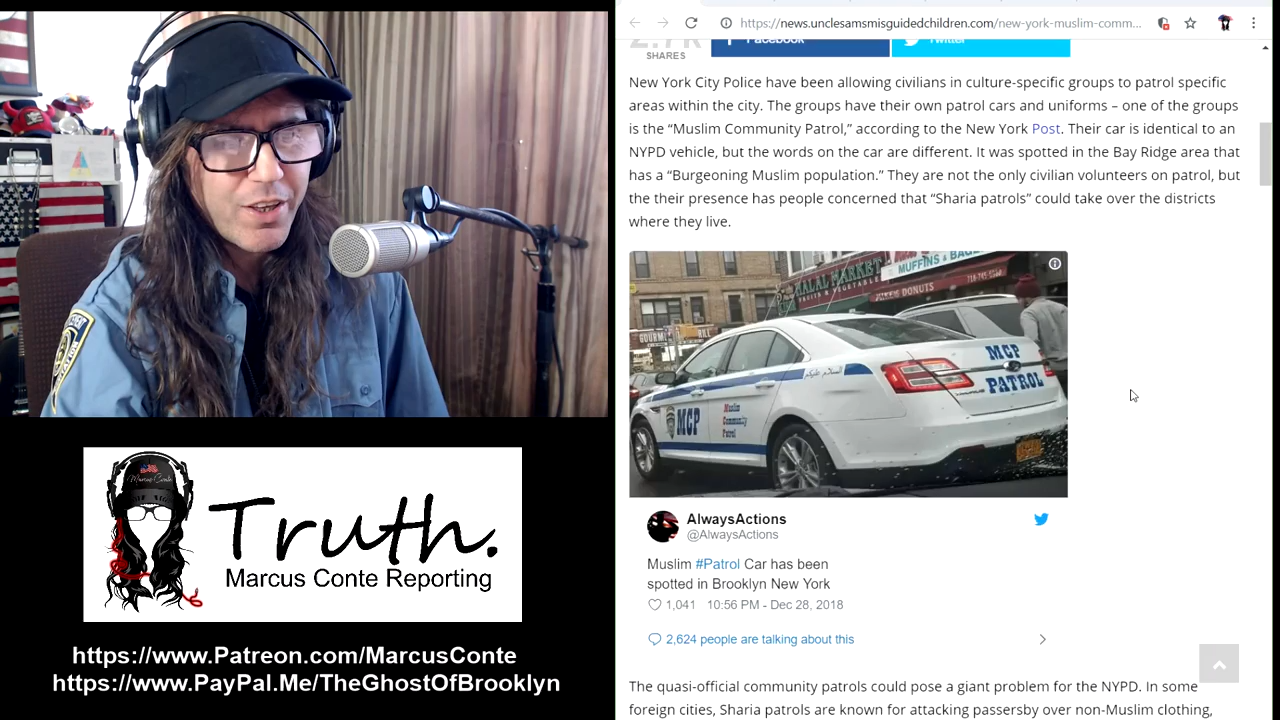 https://news.unclesamsmisguidedchildren.com/new-york-muslim-comm...
2.7k
Facebook
Twitter
SHARES
New York City Police have been allowing civilians in culture-specific groups to patrol specific
areas within the city. The groups have their own patrol cars and uniforms – one of the groups
is the “Muslim Community Patrol,” according to the New York Post. Their car is identical to an
NYPD vehicle, but the words on the car are different. It was spotted in the Bay Ridge area that
has a “Burgeoning Muslim population.” They are not the only civilian volunteers on patrol, but
the their presence has people concerned that “Sharia patrols” could take over the districts
where they live.
HALAL MARKET
FRUITS & VEGETABLE
MUFFINS & BAG
DONUTS
MCP
PATROL
السلام عليكم
MCP
Muslim
Community
Patrol
AlwaysActions
@AlwaysActions
Muslim #Patrol Car has been
spotted in Brooklyn New York
1,041 10:56 PM - Dec 28, 2018
2,624 people are talking about this
The quasi-official community patrols could pose a giant problem for the NYPD. In some
foreign cities, Sharia patrols are known for attacking passersby over non-Muslim clothing,
Marcus Conte
Truth.
Marcus Conte Reporting
https://www.Patreon.com/MarcusConte
https://www.PayPal.Me/TheGhostOfBrooklyn